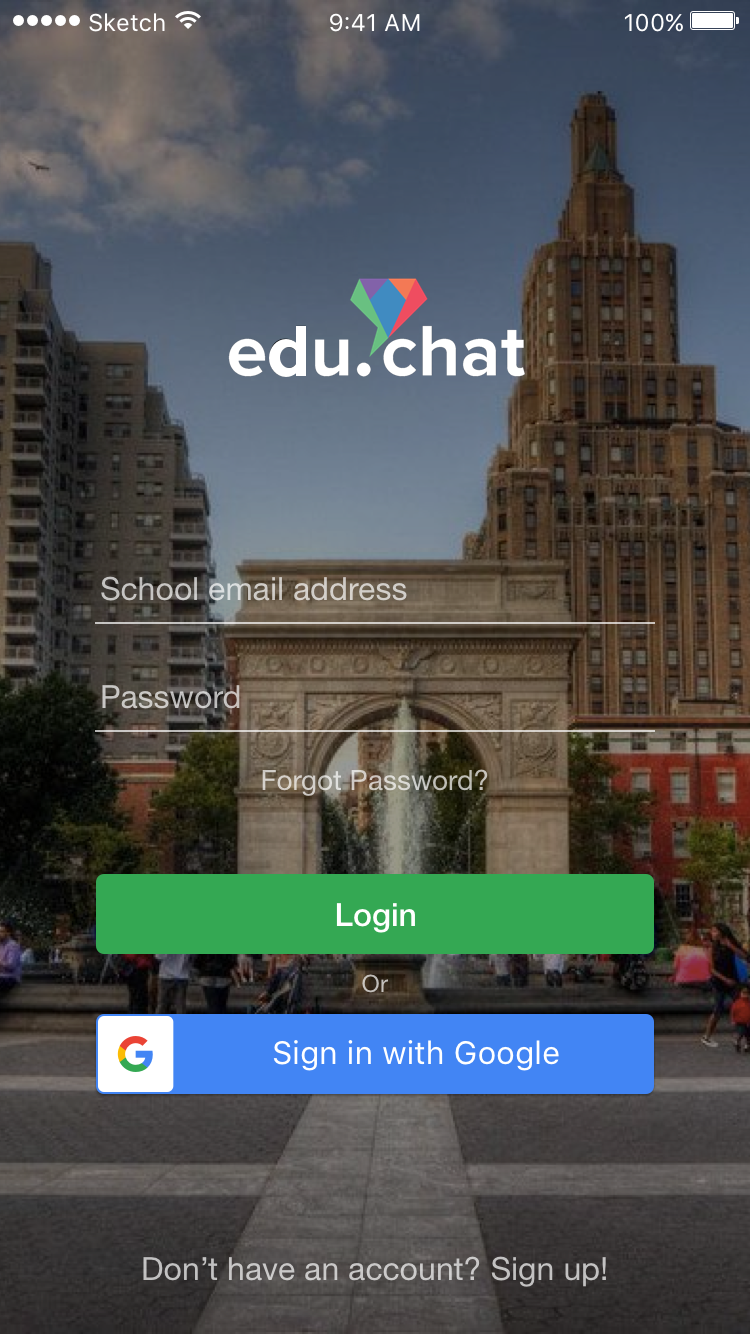 Sketch 9:41 AM 100%
edu.chat
School email address
Password
Forgot Password?
Login
Or
Sign in with Google
Don’t have an account? Sign up!